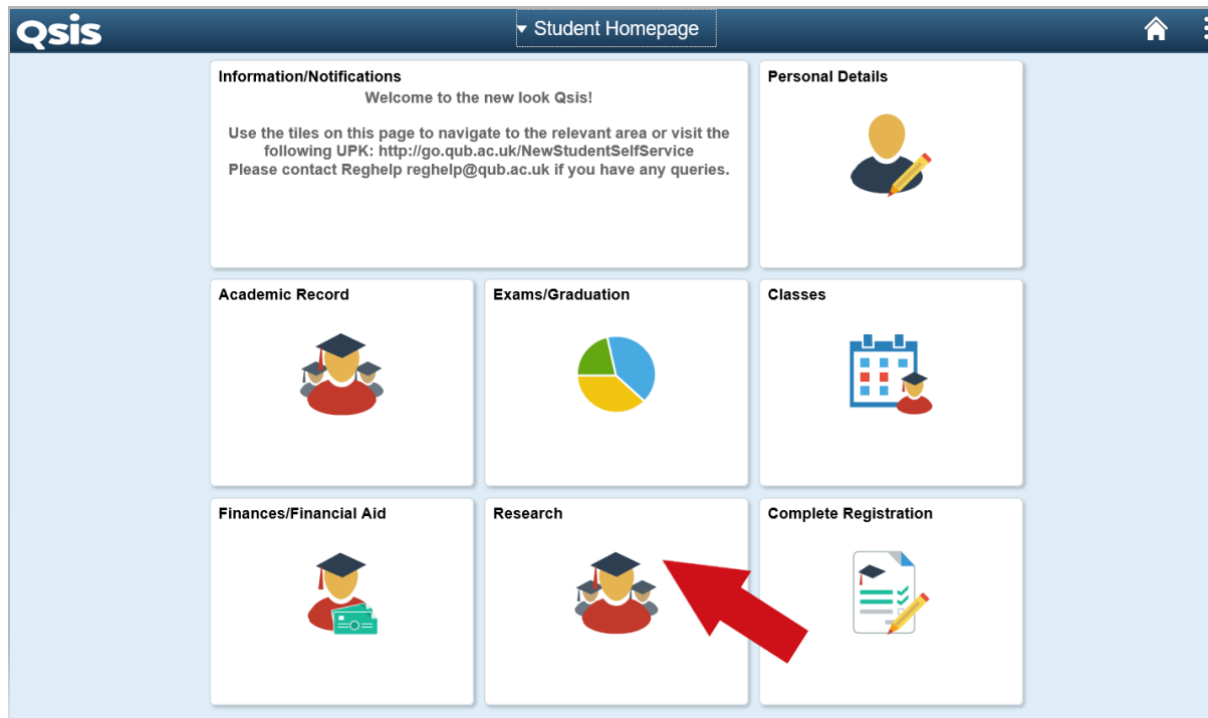 Qsis
Student Homepage
Information/Notifications
Welcome to the new look Qsis!
Use the tiles on this page to navigate to the relevant area or visit the
following UPK: http://go.qub.ac.uk/NewStudentSelfService
Please contact Reghelp reghelp@qub.ac.uk if you have any queries.
Personal Details
Academic Record
Exams/Graduation
Classes
Finances/Financial Aid
Research
Complete Registration